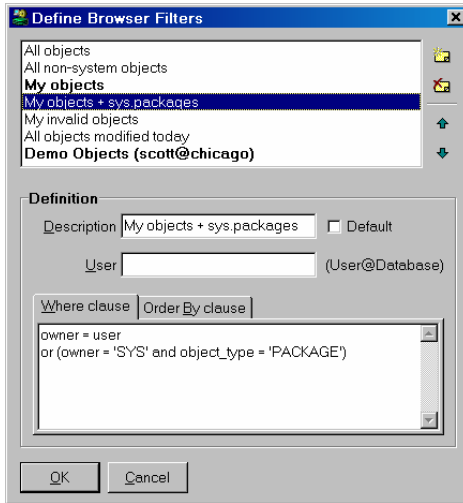 Define Browser Filters
All objects
All non-system objects
My objects
My objects + sys.packages
My invalid objects
All objects modified today
Demo Objects (scott@chicago)
Definition
Description My objects + sys.packages Default
User (User@Database)
Where clause Order By clause
owner = user
or (owner = 'SYS' and object_type = 'PACKAGE')
OK Cancel